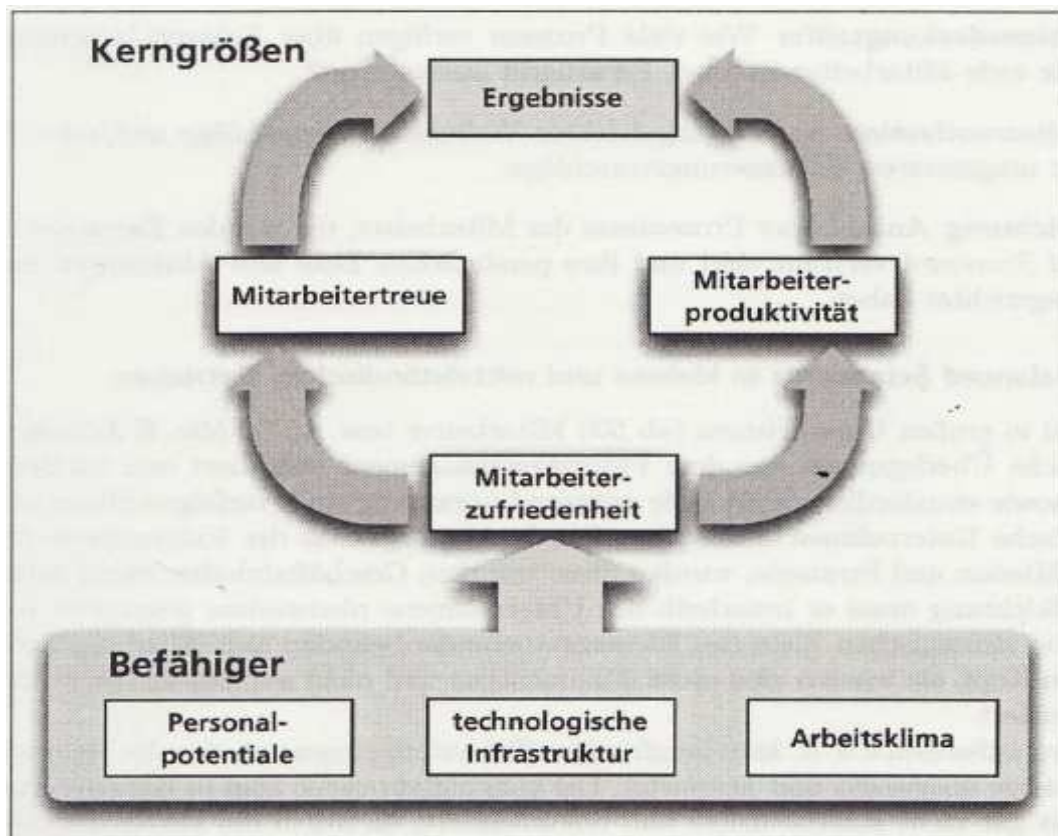 Kerngrößen
Ergebnisse
Mitarbeitertreue
Mitarbeiter-
produktivität
Mitarbeiter-
zufriedenheit
Befähiger
Personal-
potentiale
technologische
Infrastruktur
Arbeitsklima